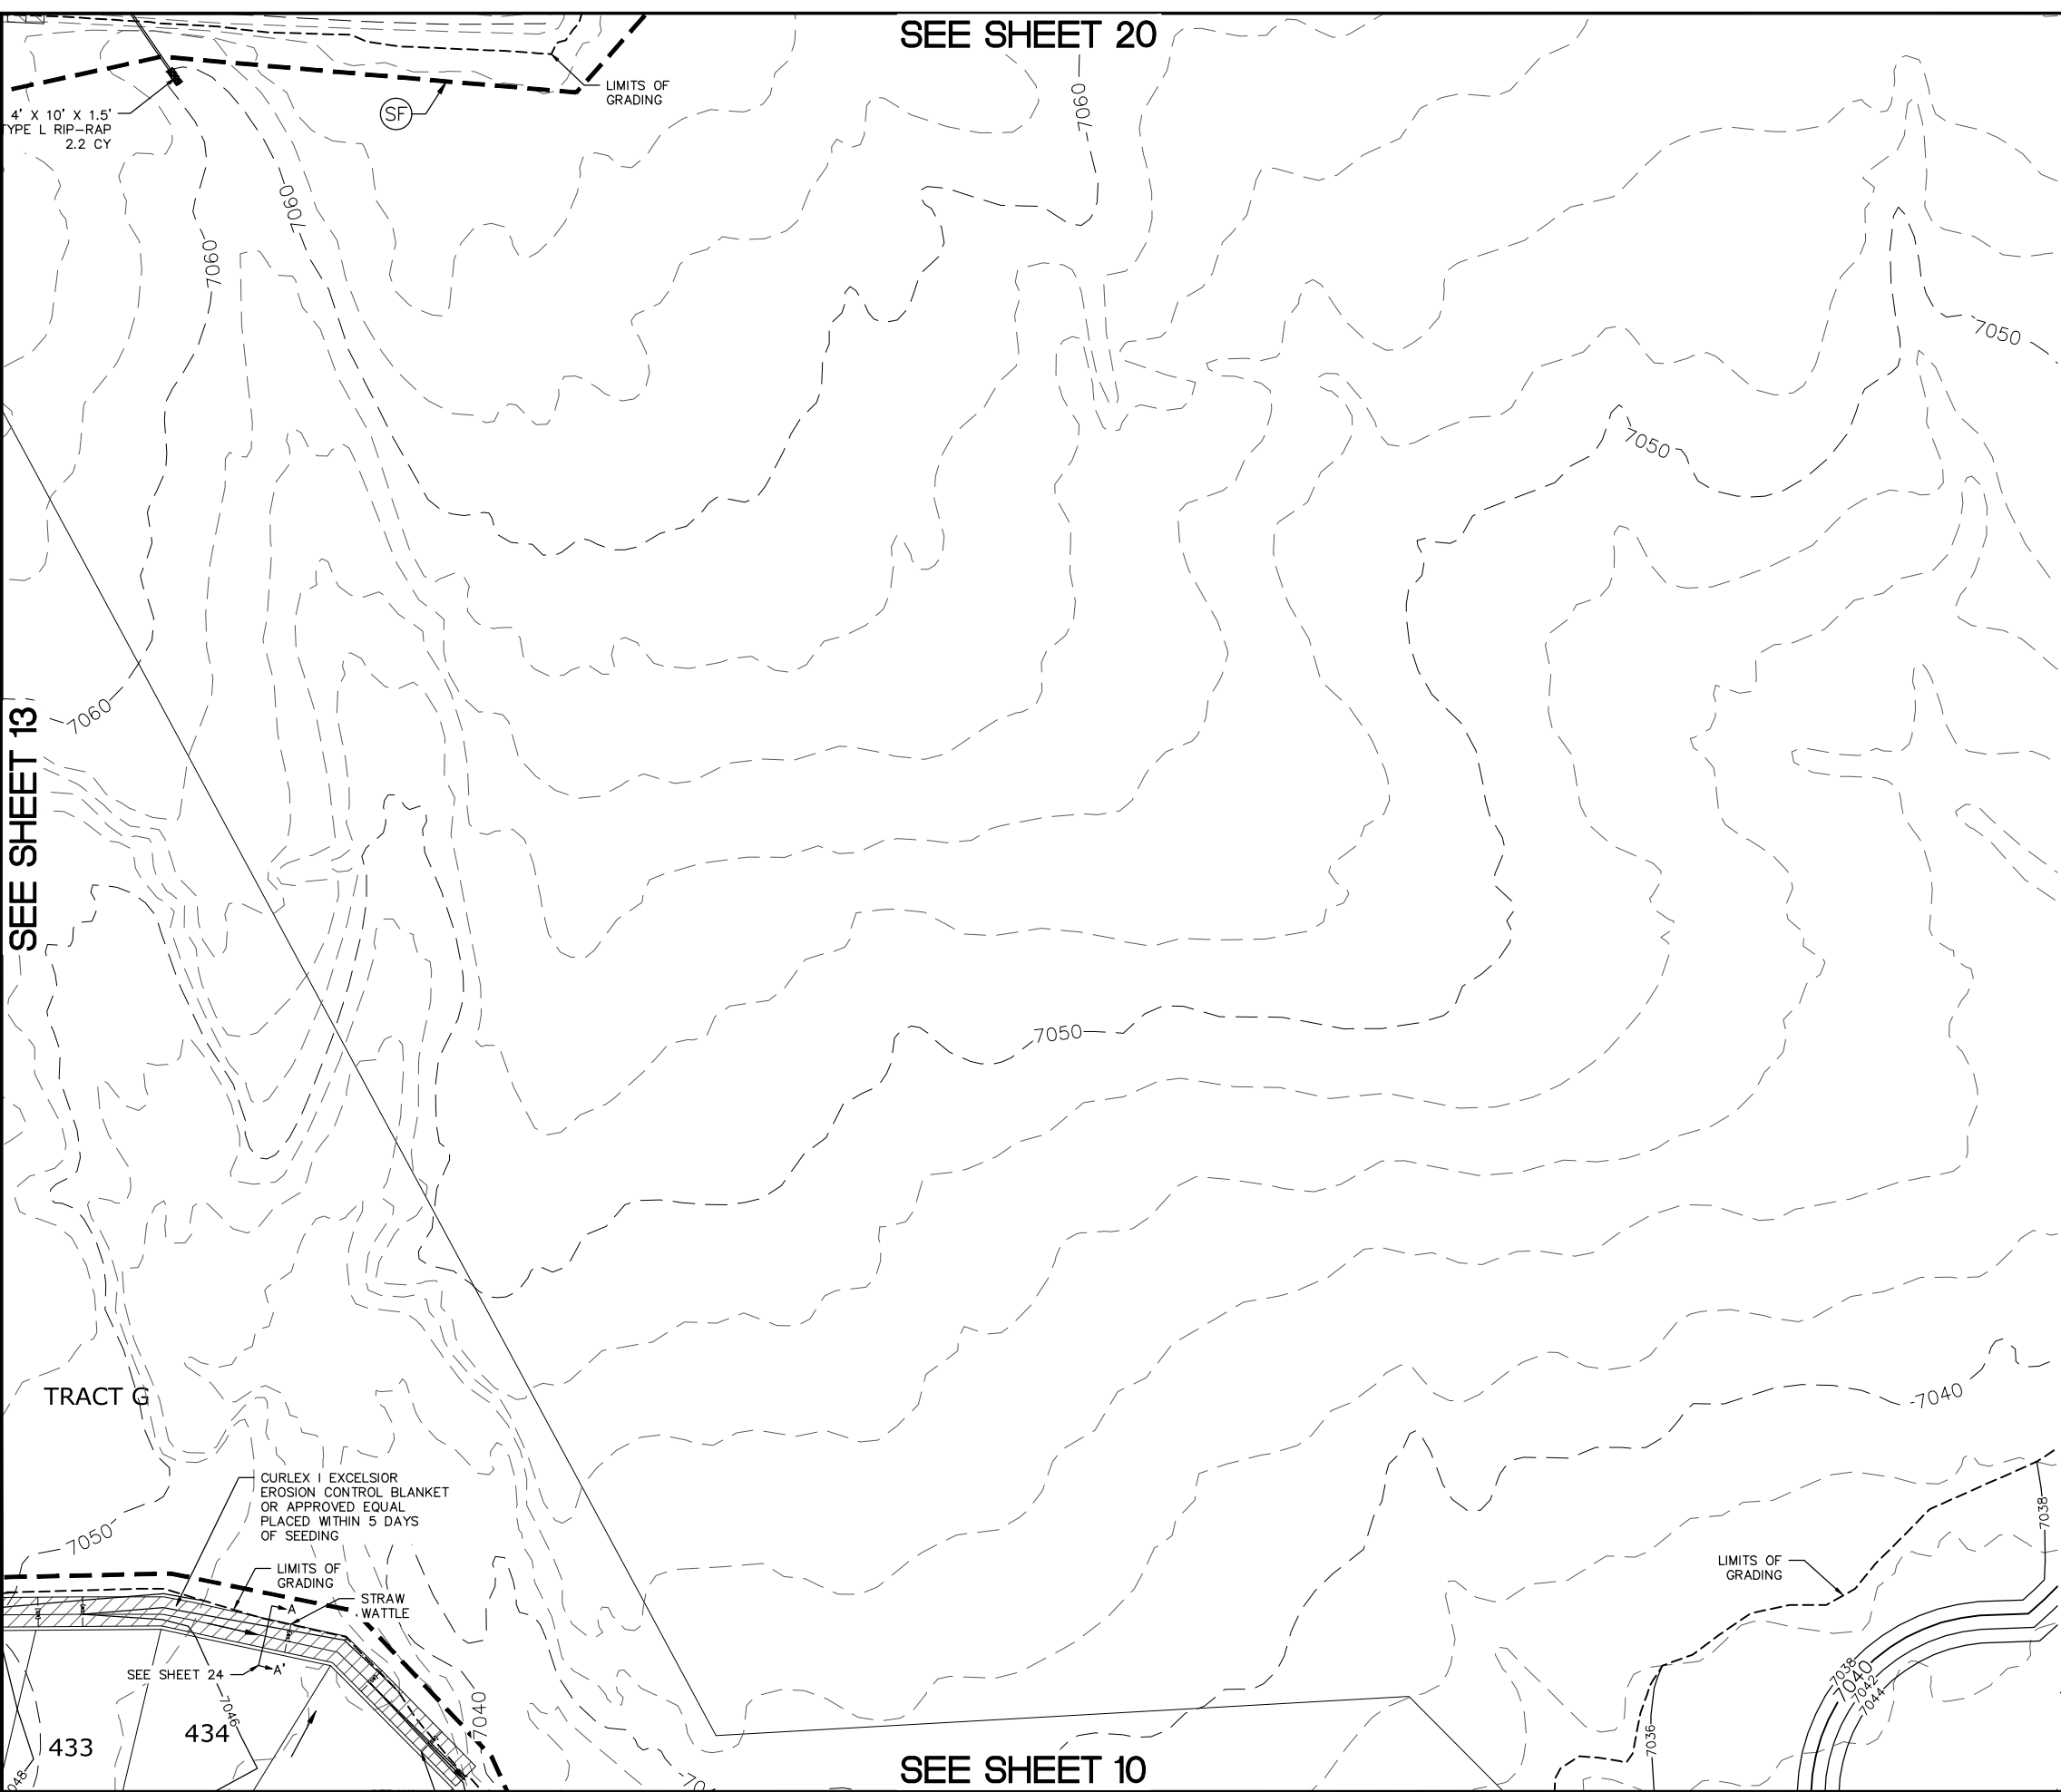 SEE SHEET 20
LIMITS OF
GRADING
SF
4' X 10' X 1.5'
TYPE L RIP-RAP
2.2 CY
7060
7060
7060
7050
7050
7060
SEE SHEET 13
7050
TRACT G
7040
CURLEX I EXCELSIOR
EROSION CONTROL BLANKET
OR APPROVED EQUAL
PLACED WITHIN 5 DAYS
OF SEEDING
7050
LIMITS OF
GRADING
STRAW
WATTLE
A
A'
SEE SHEET 24
7046
433
434
7048
7040
LIMITS OF
GRADING
7038
7038
7040
7042
7044
7036
SEE SHEET 10